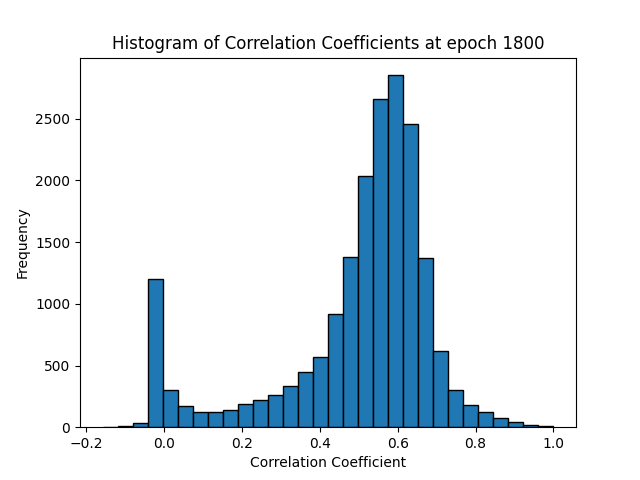 Histogram of Correlation Coefficients at epoch 1800
Frequency
2500
2000
1500
1000
500
0
−0.2 0.0 0.2 0.4 0.6 0.8 1.0
Correlation Coefficient